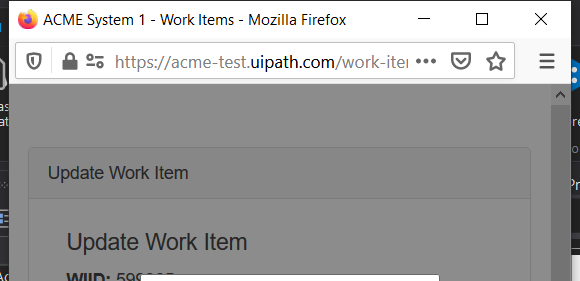 ACME System 1 - Work Items - Mozilla Firefox
https://acme-test.uipath.com/work-iter
Update Work Item
Update Work Item
WIID: